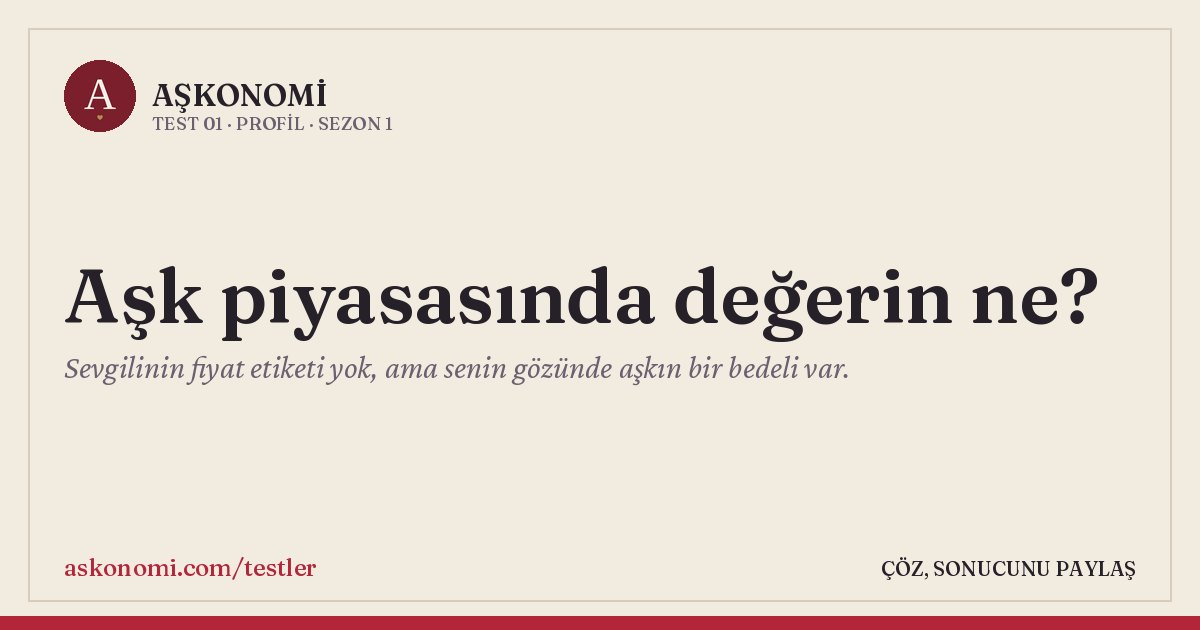 A
AŞKONOMİ
TEST 01 · PROFİL · SEZON 1
Aşk piyasasında değerin ne?
Sevgilinin fiyat etiketi yok, ama senin gözünde aşkın bir bedeli var.
askonomi.com/testler
ÇÖZ, SONUCUNU PAYLAŞ